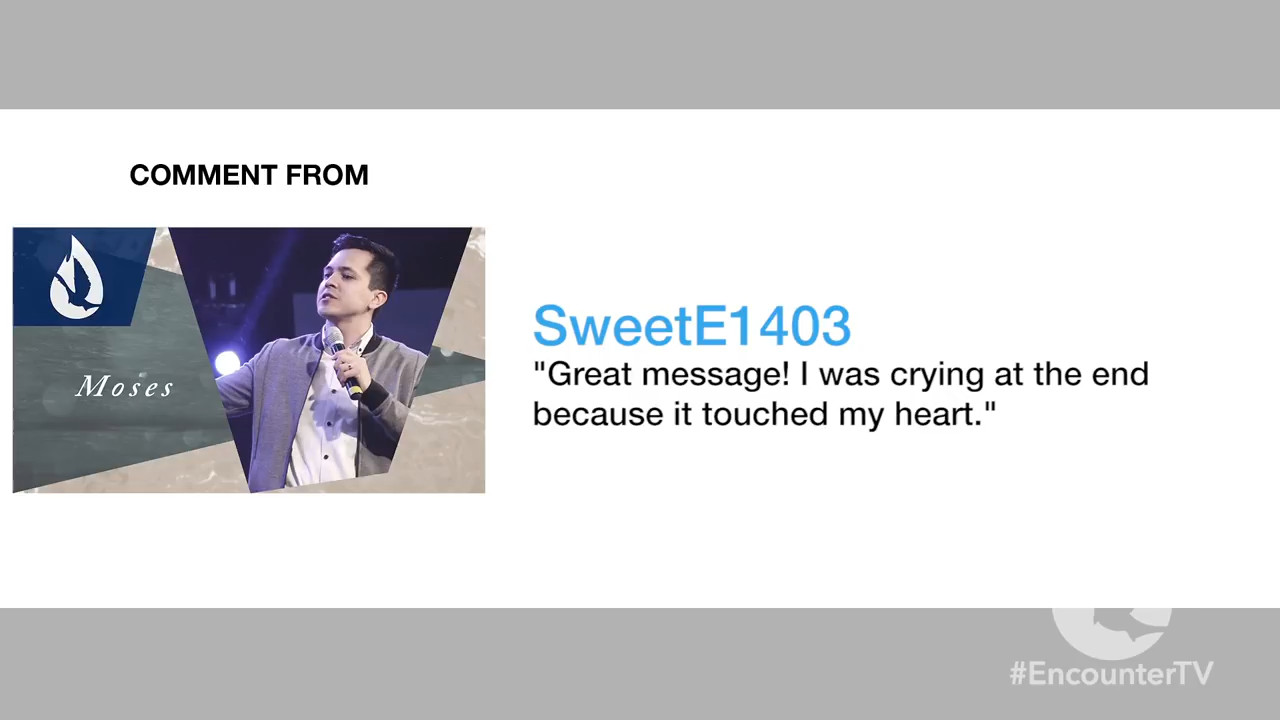 COMMENT FROM
Moses
SweetE1403
"Great message! I was crying at the end
because it touched my heart."
#EncounterTV